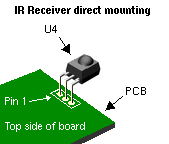 IR Receiver direct mounting
U4
PCB
Pin 1
Top side of board